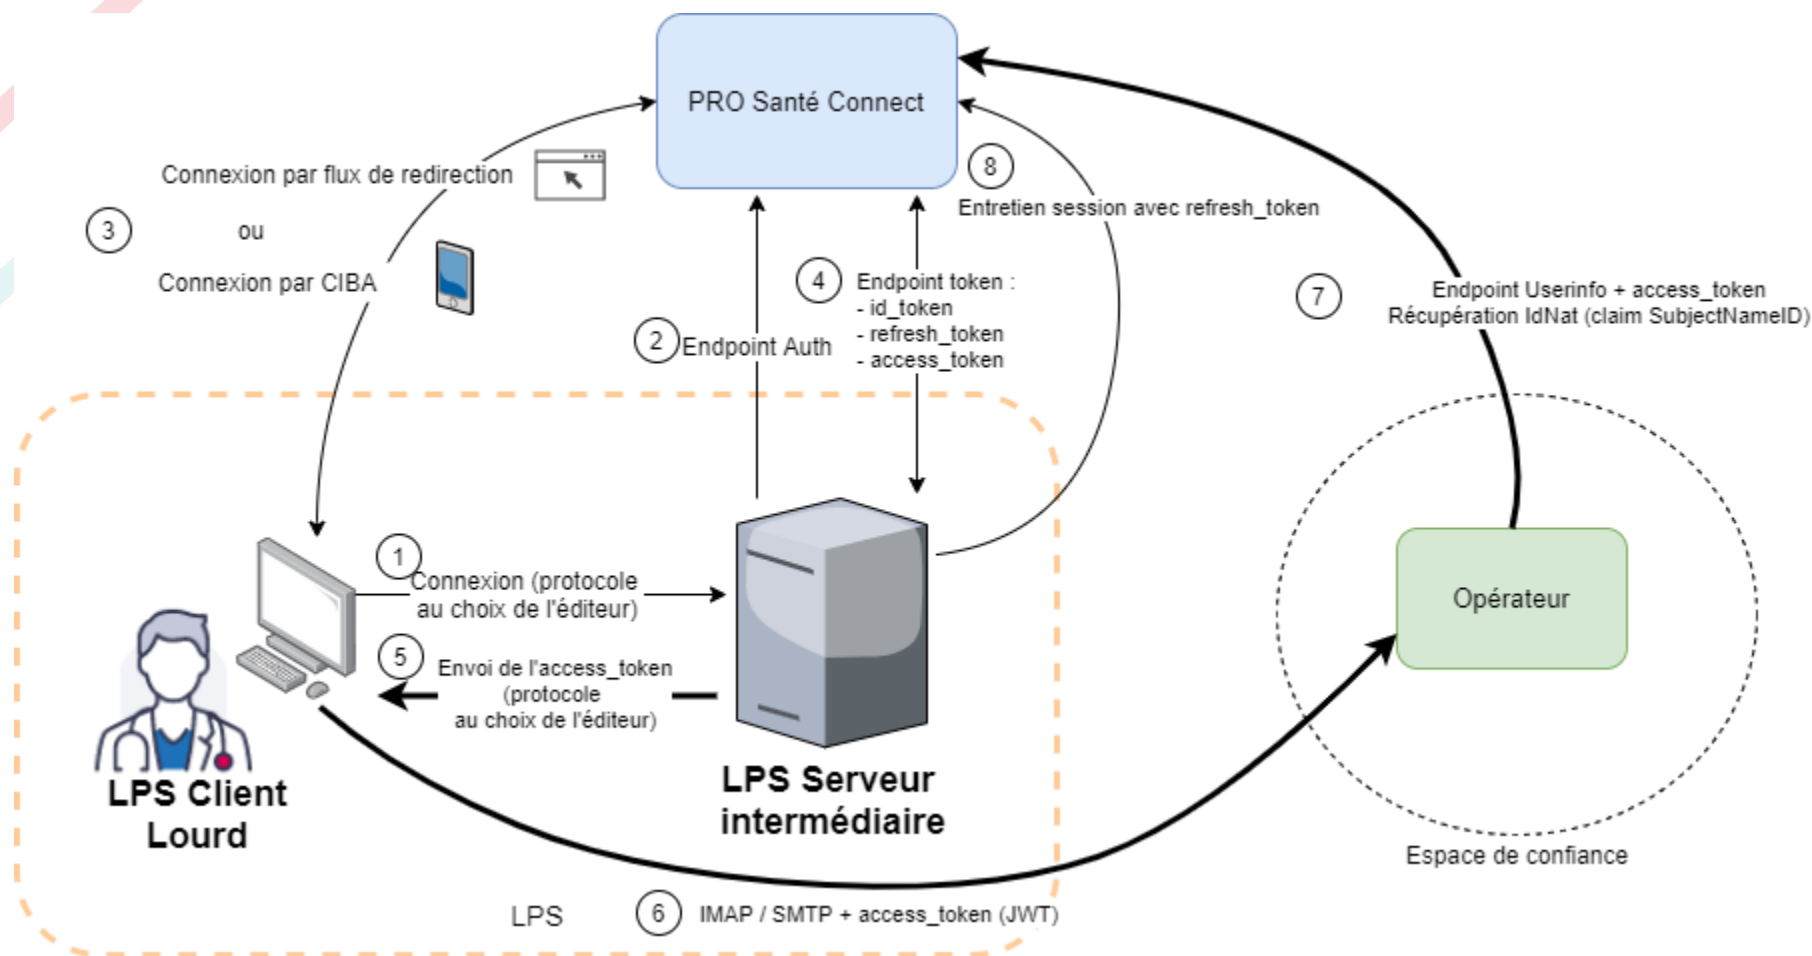 PRO Santé Connect
8
Entretien session avec refresh_token
Connexion par flux de redirection
3
ou
Connexion par CIBA
4
Endpoint token :
- id_token
- refresh_token
- access_token
2
Endpoint Auth
7
Endpoint Userinfo + access_token
Récupération IdNat (claim SubjectNameID)
1
Connexion (protocole
au choix de l'éditeur)
5
Envoi de l'access_token
(protocole
au choix de l'éditeur)
Opérateur
LPS Client
Lourd
LPS Serveur
intermédiaire
Espace de confiance
LPS
6
IMAP / SMTP + access_token (JWT)